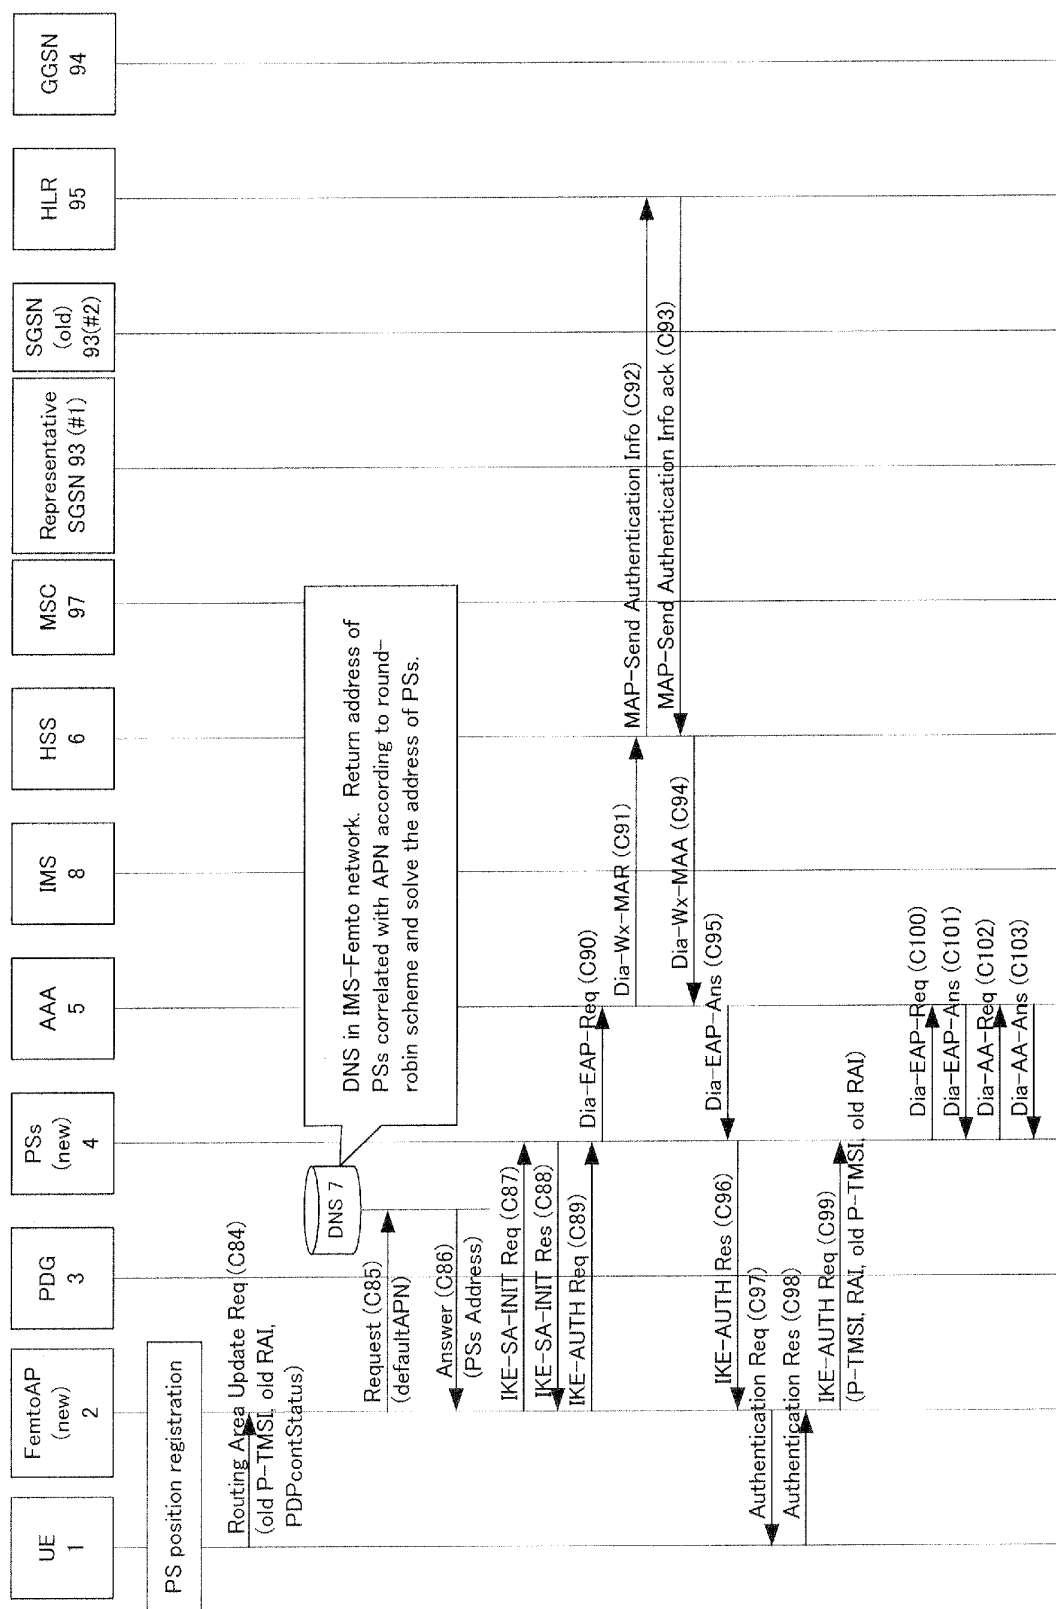 UE
1
FemtoAP
(new)
2
PDG
3
PSs
(new)
4
AAA
5
IMS
8
HSS
6
MSC
97
Representative
SGSN 93 (#1)
SGSN
(old)
93(#2)
HLR
95
GGSN
94
PS position registration
Routing Area Update Req (C84)
(old P-TMSI, old RAI,
PDPcontStatus)
DNS 7
DNS in IMS-Femto network. Return address of
PSs correlated with APN according to round-
robin scheme and solve the address of PSs.
Request (C85)
(defaultAPN)
Answer (C86)
(PSs Address)
IKE-SA-INIT Req (C87)
IKE-SA-INIT Res (C88)
IKE-AUTH Req (C89)
Dia-EAP-Req (C90)
Dia-Wx-MAR (C91)
MAP-Send Authentication Info (C92)
MAP-Send Authentication Info ack (C93)
Dia-Wx-MAA (C94)
Dia-EAP-Ans (C95)
IKE-AUTH Res (C96)
Authentication Req (C97)
Authentication Res (C98)
IKE-AUTH Req (C99)
(P-TMSI, RAI, old P-TMSI, old RAI)
Dia-EAP-Req (C100)
Dia-EAP-Ans (C101)
Dia-AA-Req (C102)
Dia-AA-Ans (C103)